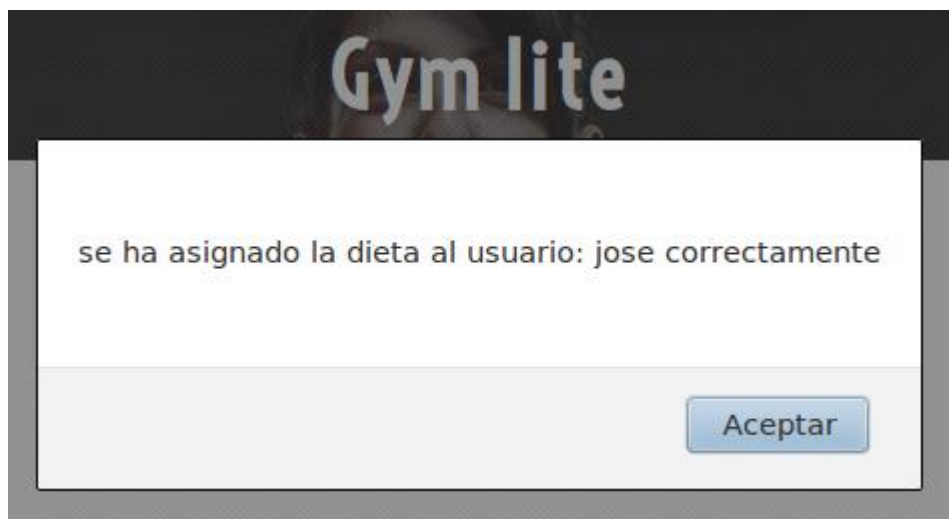 Gym lite
se ha asignado la dieta al usuario: jose correctamente
Aceptar